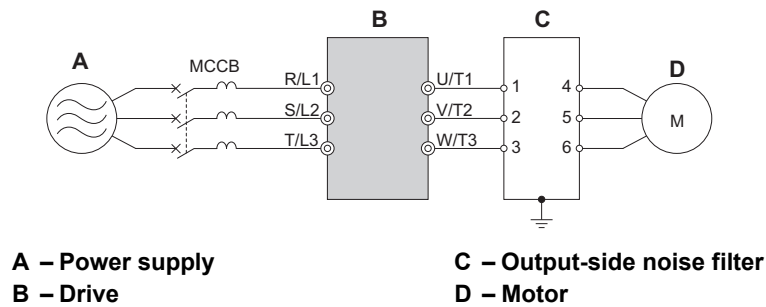 A
MCCB
B
C
D
R/L1
S/L2
T/L3
U/T1
V/T2
W/T3
1
2
3
4
5
6
M
A – Power supply
B – Drive
C – Output-side noise filter
D – Motor